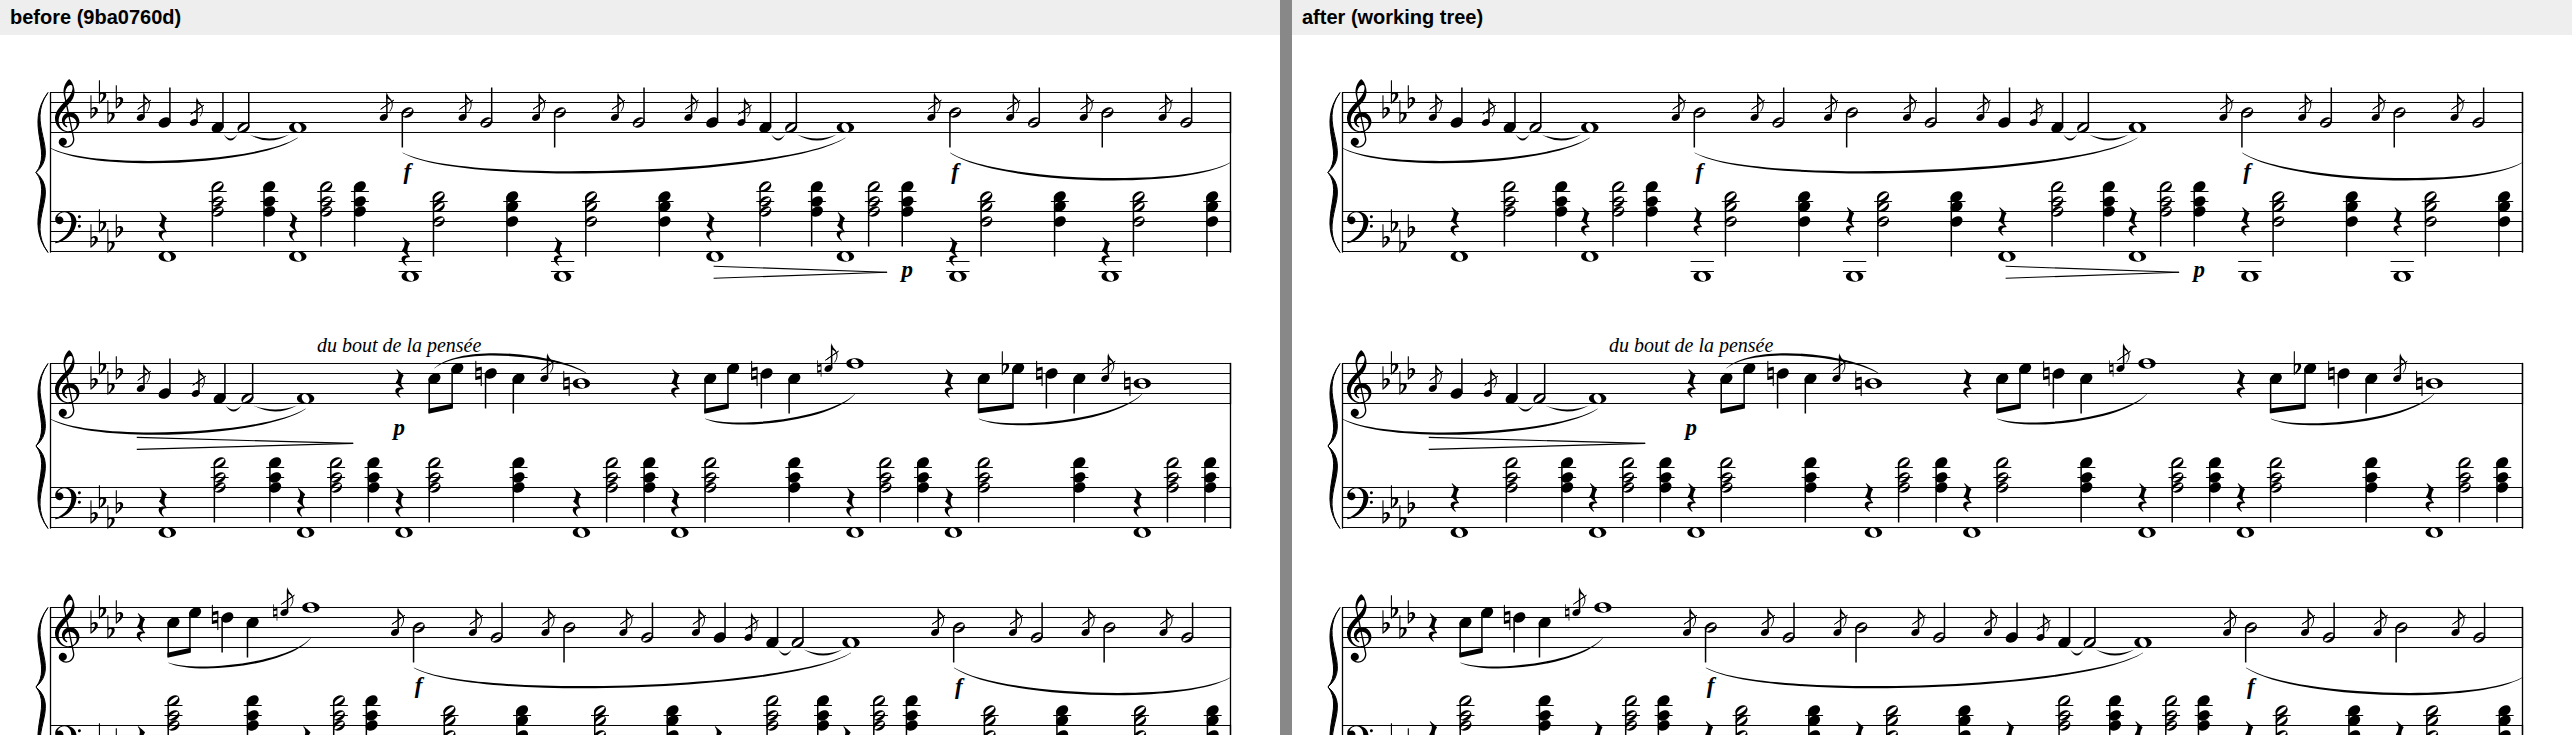 before (9ba0760d)
after (working tree)
f
f
p
f
f
p
du bout de la pensée
p
du bout de la pensée
p
f
f
f
f